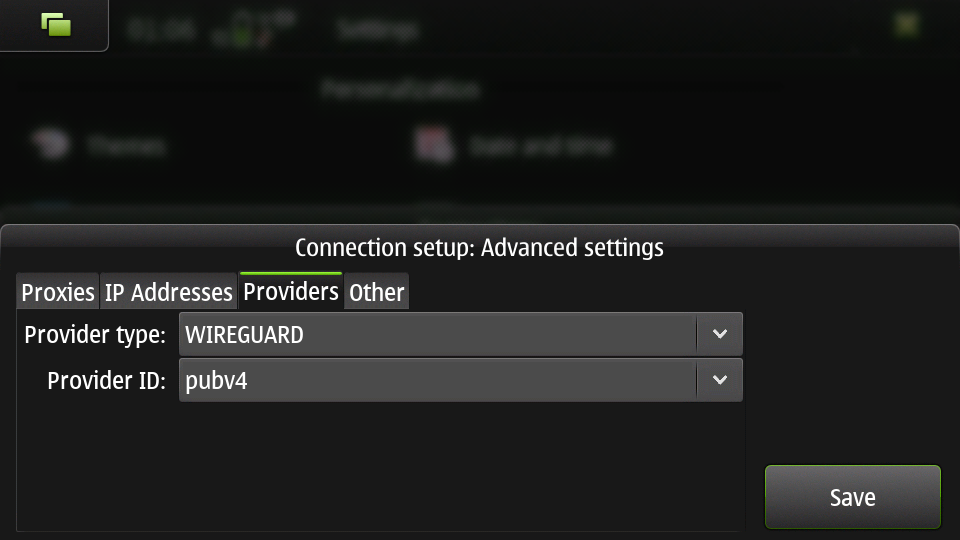 01:06 Settings
Personalization
Themes Date and time
Connection setup: Advanced settings
Proxies IP Addresses Providers Other
Provider type: WIREGUARD
Provider ID: pubv4
Save